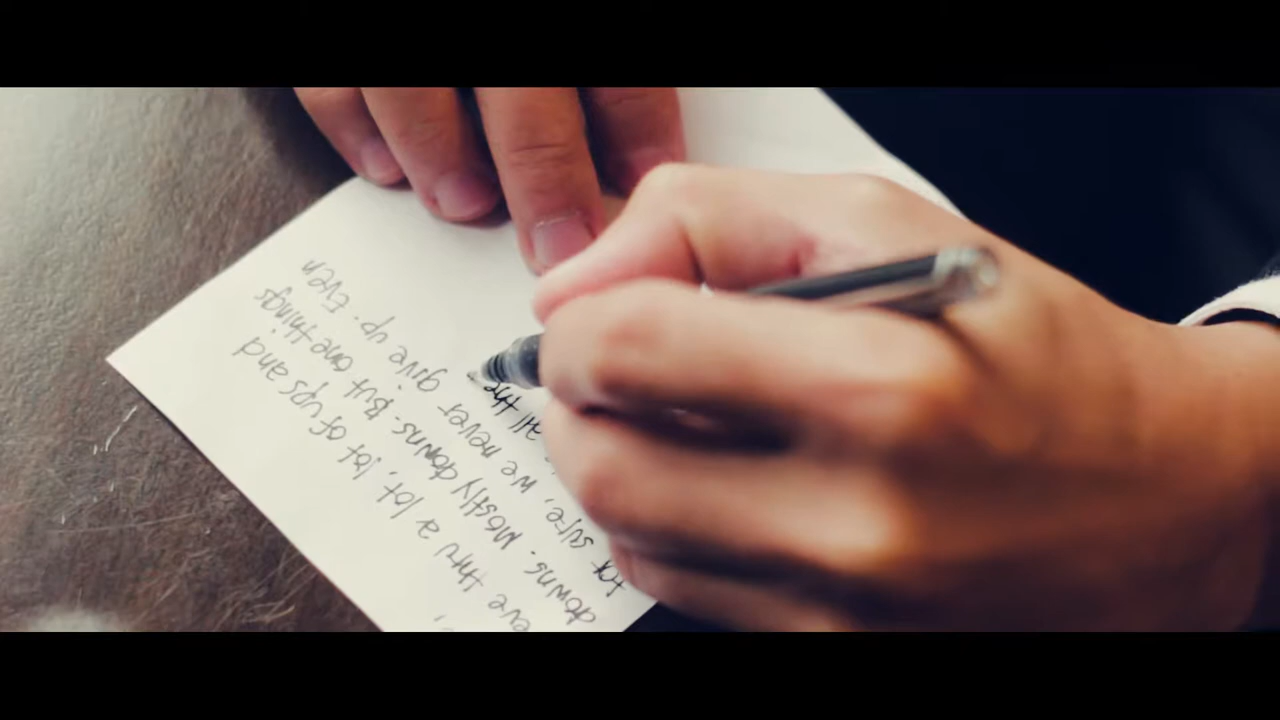 eve thru a lot, lot of ups and
downs. Mostly downs. But one things
for sure, we never give up. Even
all the